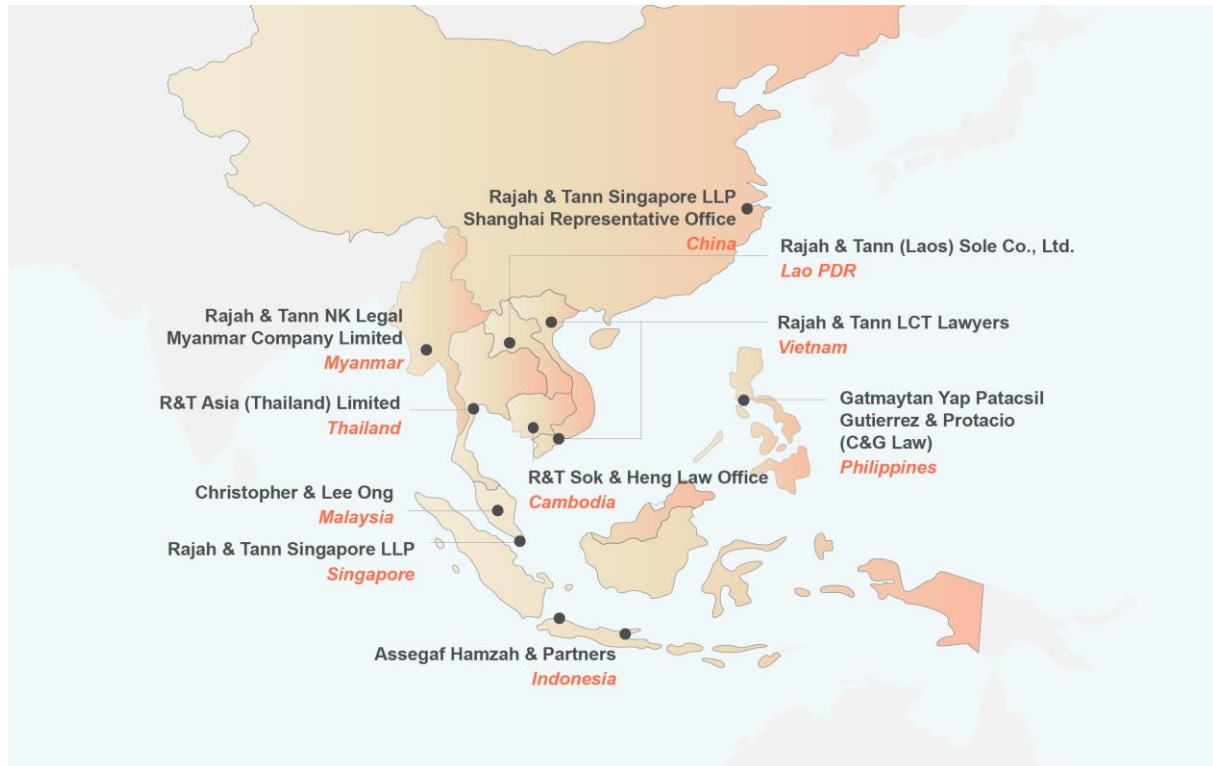 Rajah & Tann Singapore LLP
Shanghai Representative Office
China
Rajah & Tann (Laos) Sole Co., Ltd.
Lao PDR
Rajah & Tann NK Legal
Myanmar Company Limited
Myanmar
Rajah & Tann LCT Lawyers
Vietnam
R&T Asia (Thailand) Limited
Thailand
Gatmaytan Yap Patacsil
Gutierrez & Protacio
(C&G Law)
Philippines
R&T Sok & Heng Law Office
Cambodia
Christopher & Lee Ong
Malaysia
Rajah & Tann Singapore LLP
Singapore
Assegaf Hamzah & Partners
Indonesia